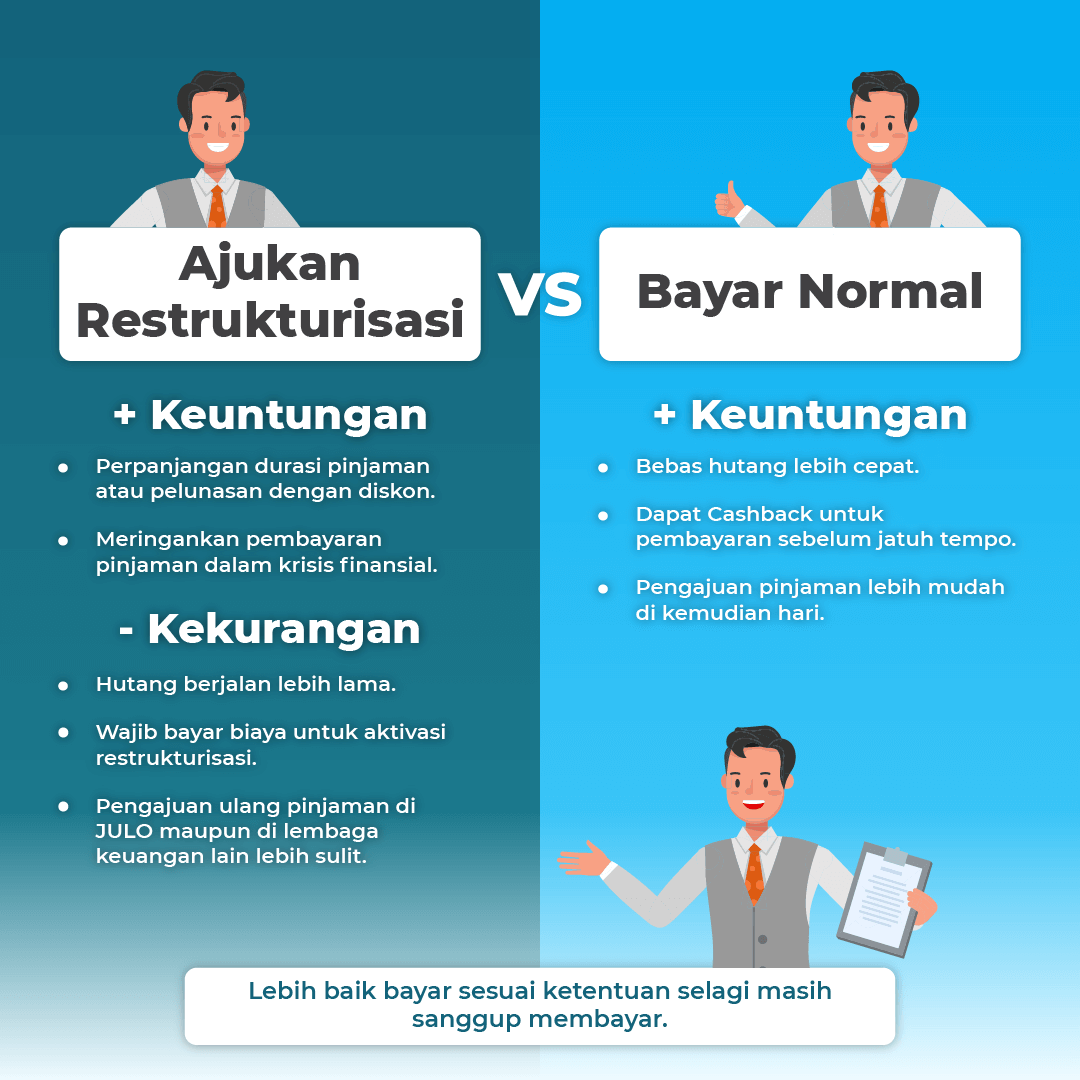 Ajukan
Restrukturisasi
VS
Bayar Normal
+ Keuntungan
• Perpanjangan durasi pinjaman
atau pelunasan dengan diskon.
• Meringankan pembayaran
pinjaman dalam krisis finansial.
- Kekurangan
• Hutang berjalan lebih lama.
• Wajib bayar biaya untuk aktivasi
restrukturisasi.
• Pengajuan ulang pinjaman di
JULO maupun di lembaga
keuangan lain lebih sulit.
+ Keuntungan
• Bebas hutang lebih cepat.
• Dapat Cashback untuk
pembayaran sebelum jatuh tempo.
• Pengajuan pinjaman lebih mudah
di kemudian hari.
Lebih baik bayar sesuai ketentuan selagi masih
sanggup membayar.